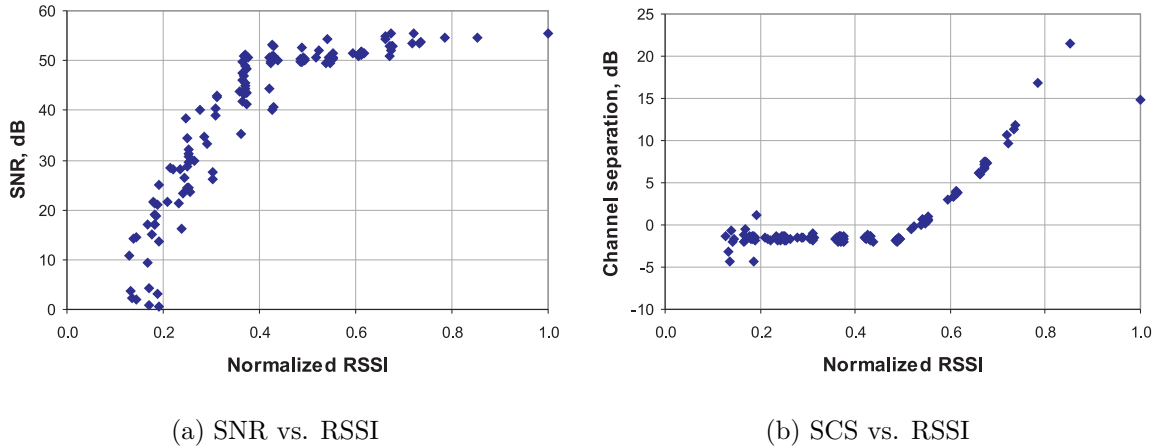 60
50
40
30
20
10
0
SNR, dB
0.0 0.2 0.4 0.6 0.8 1.0
Normalized RSSI
(a) SNR vs. RSSI
25
20
15
10
5
0
−5
−10
Channel separation, dB
0.0 0.2 0.4 0.6 0.8 1.0
Normalized RSSI
(b) SCS vs. RSSI